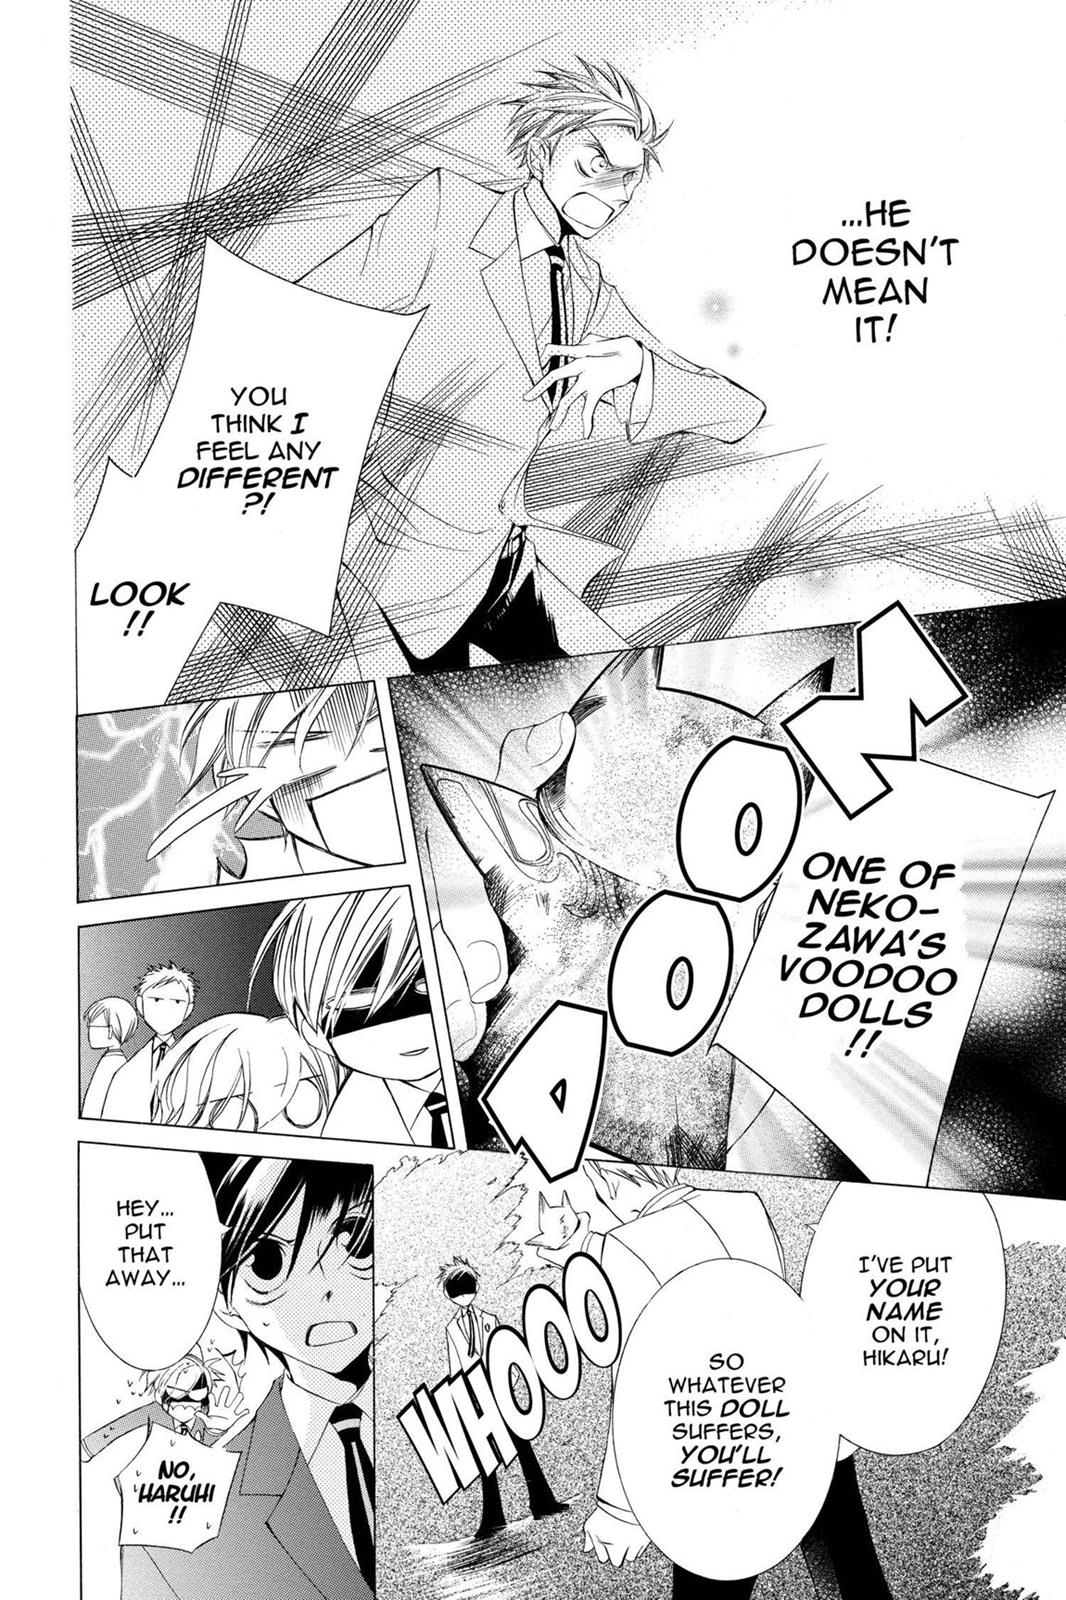 ...HE
DOESN'T
MEAN
IT!
YOU
THINK I
FEEL ANY
DIFFERENT
?!
LOOK
!!
DOOM
ONE OF
NEKO-
ZAWA'S
VOODOO
DOLLS
!!
I'VE PUT
YOUR
NAME
ON IT,
HIKARU!
SO
WHATEVER
THIS DOLL
SUFFERS,
YOU'LL
SUFFER!
WHOOO
HEY...
PUT
THAT
AWAY...
NO,
HARUHI
!!